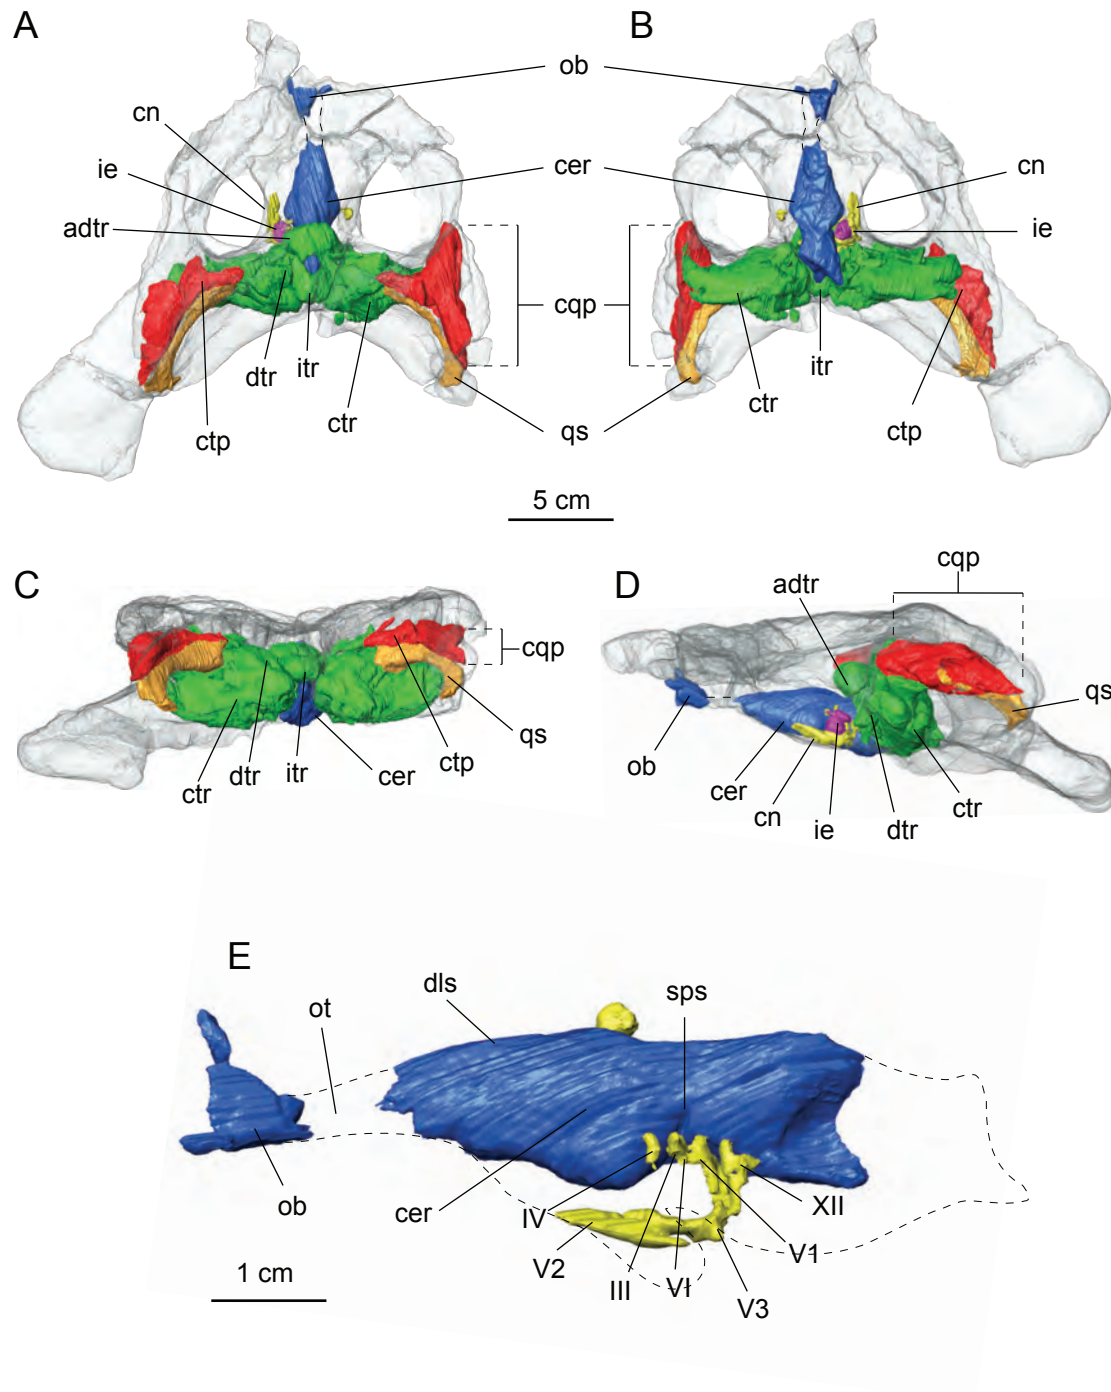 A
B
ob
cn
cer
cn
ie
ie
adtr
cqp
dtr
itr
itr
ctr
ctr
ctp
qs
ctp
5 cm
C
D
cqp
adtr
cqp
qs
qs
ob
ctp
cer
ctr
dtr
itr
cer
cn
ie
dtr
ctr
E
dls
sps
ot
ob
cer
IV
XII
V2
V1
III
VI
V3
1 cm